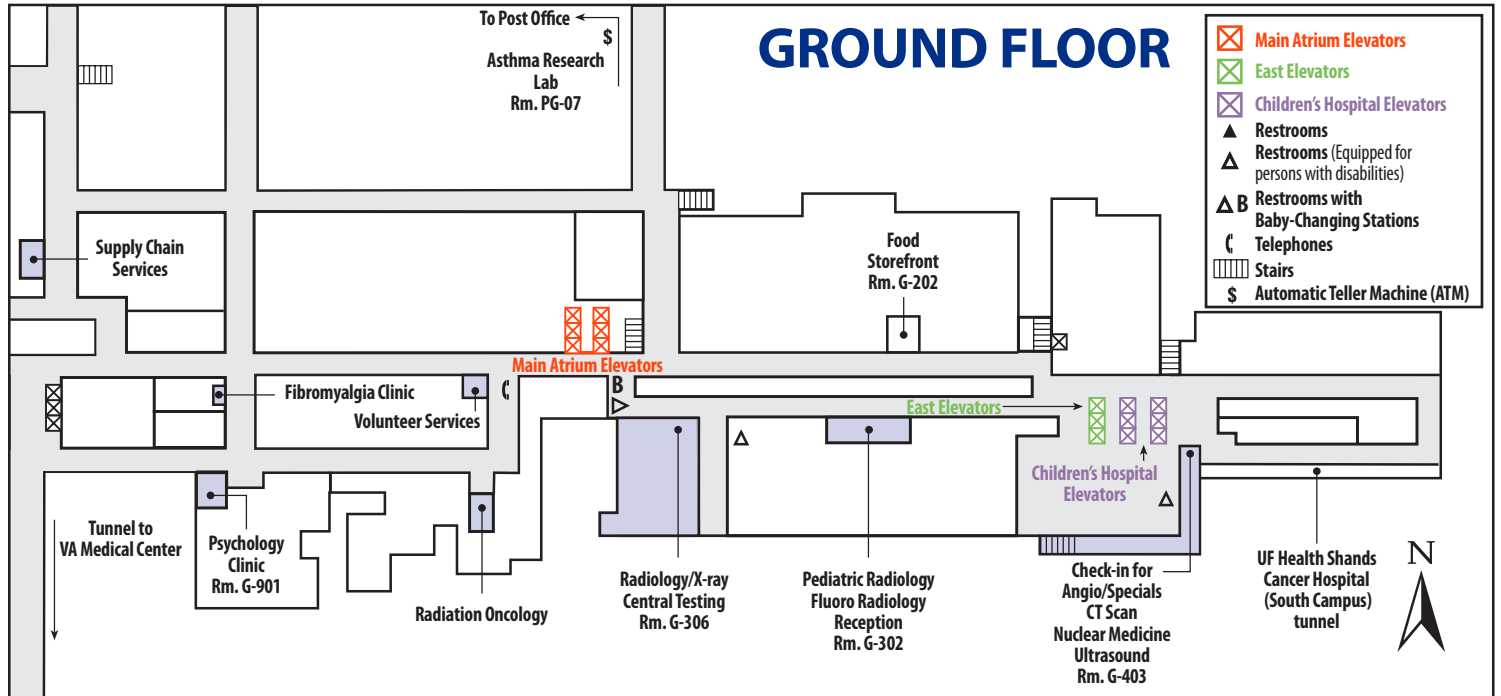 To Post Office
$
Asthma Research
Lab
Rm. PG-07
GROUND FLOOR
Main Atrium Elevators
East Elevators
Children's Hospital Elevators
Restrooms
Restrooms (Equipped for
persons with disabilities)
B Restrooms with
Baby-Changing Stations
Telephones
Stairs
$ Automatic Teller Machine (ATM)
Supply Chain
Services
Food
Storefront
Rm. G-202
Main Atrium Elevators
B
Fibromyalgia Clinic
Volunteer Services
East Elevators
Children's Hospital
Elevators
Tunnel to
VA Medical Center
Psychology
Clinic
Rm. G-901
Radiation Oncology
Radiology/X-ray
Central Testing
Rm. G-306
Pediatric Radiology
Fluoro Radiology
Reception
Rm. G-302
Check-in for
Angio/Specials
CT Scan
Nuclear Medicine
Ultrasound
Rm. G-403
UF Health Shands
Cancer Hospital
(South Campus)
tunnel
N